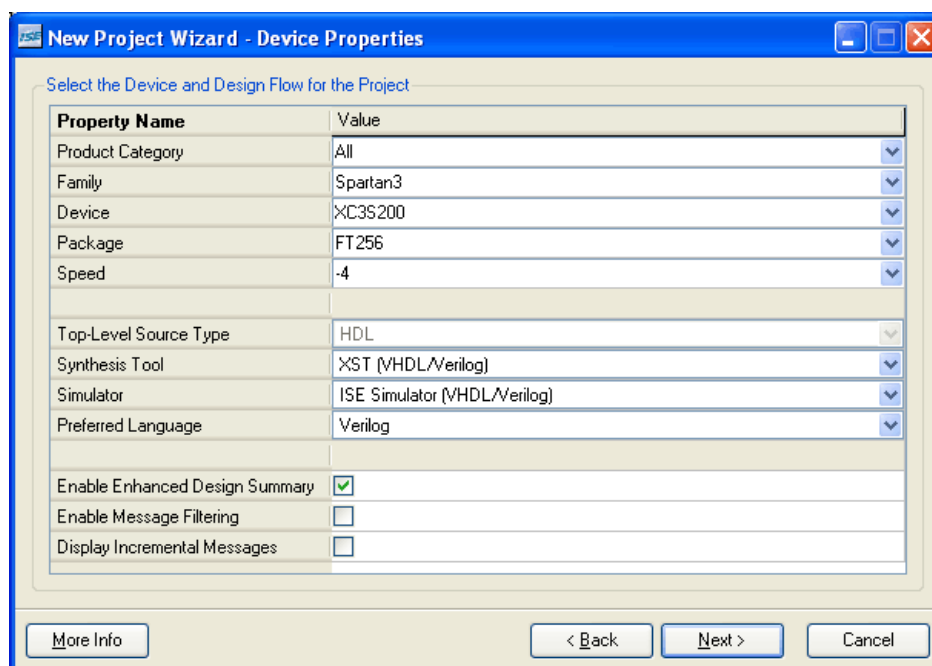 ISE New Project Wizard - Device Properties
Select the Device and Design Flow for the Project
Property Name Value
Product Category All
Family Spartan3
Device XC3S200
Package FT256
Speed -4
Top-Level Source Type HDL
Synthesis Tool XST (VHDL/Verilog)
Simulator ISE Simulator (VHDL/Verilog)
Preferred Language Verilog
Enable Enhanced Design Summary
Enable Message Filtering
Display Incremental Messages
More Info < Back Next > Cancel